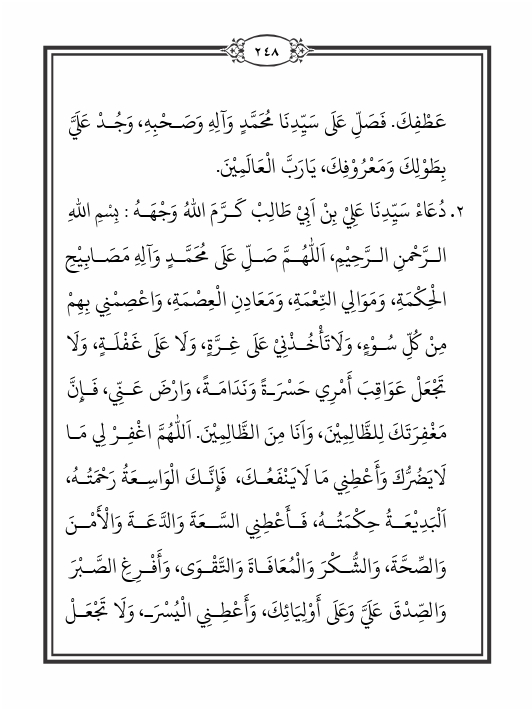 ٢٤٨
عَطْفِكَ. فَصَلِّ عَلَى سَيِّدِنَا مُحَمَّدٍ وَآلِهِ وَصَحْبِهِ، وَجُدْ عَلَيَّ
بِطَوْلِكَ وَمَعْرُوْفِكَ، يَارَبَّ الْعَالَمِيْنَ.
٢. دُعَاءُ سَيِّدِنَا عَلِيْ بِنْ اَبِيْ طَالِبْ كَرَّمَ اللهُ وَجْهَهُ : بِسْمِ اللهِ
الرَّحْمنِ الرَّحِيْمِ، اَللّهُمَّ صَلِّ عَلَى مُحَمَّدٍ وَآلِهِ مَصَابِيْحِ
الْحِكْمَةِ، وَمَوَالِي النِّعْمَةِ، وَمَعَادِنِ الْعِصْمَةِ، وَاعْصِمْنِي بِهِمْ
مِنْ كُلِّ سُوْءٍ، وَلَاتَأْخُذْنِيْ عَلَى غِرَّةٍ، وَلَا عَلَى غَفْلَةٍ، وَلَا
تَجْعَلْ عَوَاقِبَ أَمْرِي حَسْرَةً وَنَدَامَةً، وَارْضَ عَنِّي، فَإِنَّ
مَغْفِرَتَكَ لِلظَّالِمِيْنَ، وَاَنَا مِنَ الظَّالِمِيْنَ. اَللّهُمَّ اغْفِرْ لِي مَا
لَايَضُرُّكَ وَأَعْطِنِي مَا لَايَنْفَعُكَ، فَإِنَّكَ الْوَاسِعَةُ رَحْمَتُهُ،
اَلْبَدِيْعَةُ حِكْمَتُهُ، فَأَعْطِنِي السَّعَةَ وَالدَّعَةَ وَالْأَمْنَ
وَالصِّحَّةَ، وَالشُّكْرَ وَالْمُعَافَاةَ وَالتَّقْوَى، وَأَفْرِغِ الصَّبْرَ
وَالصِّدْقَ عَلَيَّ وَعَلَى أَوْلِيَائِكَ، وَأَعْطِنِي الْيُسْرَ، وَلَا تَجْعَلْ